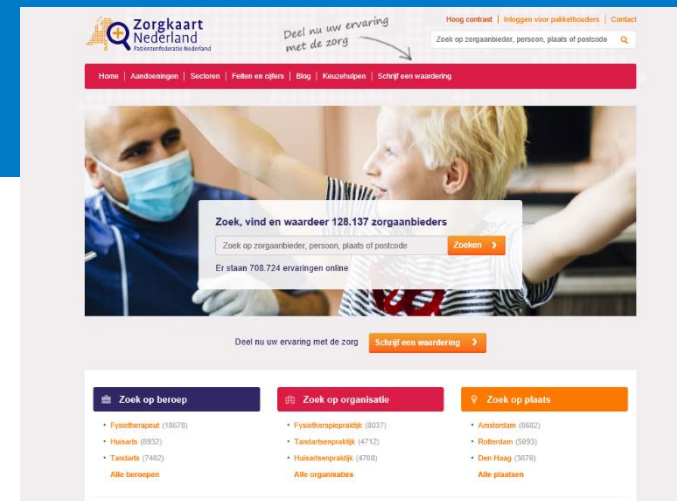 Zorgkaart
Nederland
Patiëntenfederatie Nederland
Deel nu uw ervaring
met de zorg
Hoog contrast | Inloggen voor pakkethouders | Contact
Zoek op zorgaanbieder, persoon, plaats of postcode
Home | Aandoeningen | Sectoren | Feiten en cijfers | Blog | Keuzehulpen | Schrijf een waardering
Zoek, vind en waardeer 128.137 zorgaanbieders
Zoek op zorgaanbieder, persoon, plaats of postcode
Zoeken
Er staan 708.724 ervaringen online
Deel nu uw ervaring met de zorg
Schrijf een waardering
Zoek op beroep
• Fysiotherapeut (18678)
• Huisarts (8932)
• Tandarts (7402)
Alle beroepen
Zoek op organisatie
• Fysiotherapiepraktijk (8037)
• Tandartsenpraktijk (4712)
• Huisartsenpraktijk (4708)
Alle organisaties
Zoek op plaats
• Amsterdam (8602)
• Rotterdam (5093)
• Den Haag (3876)
Alle plaatsen